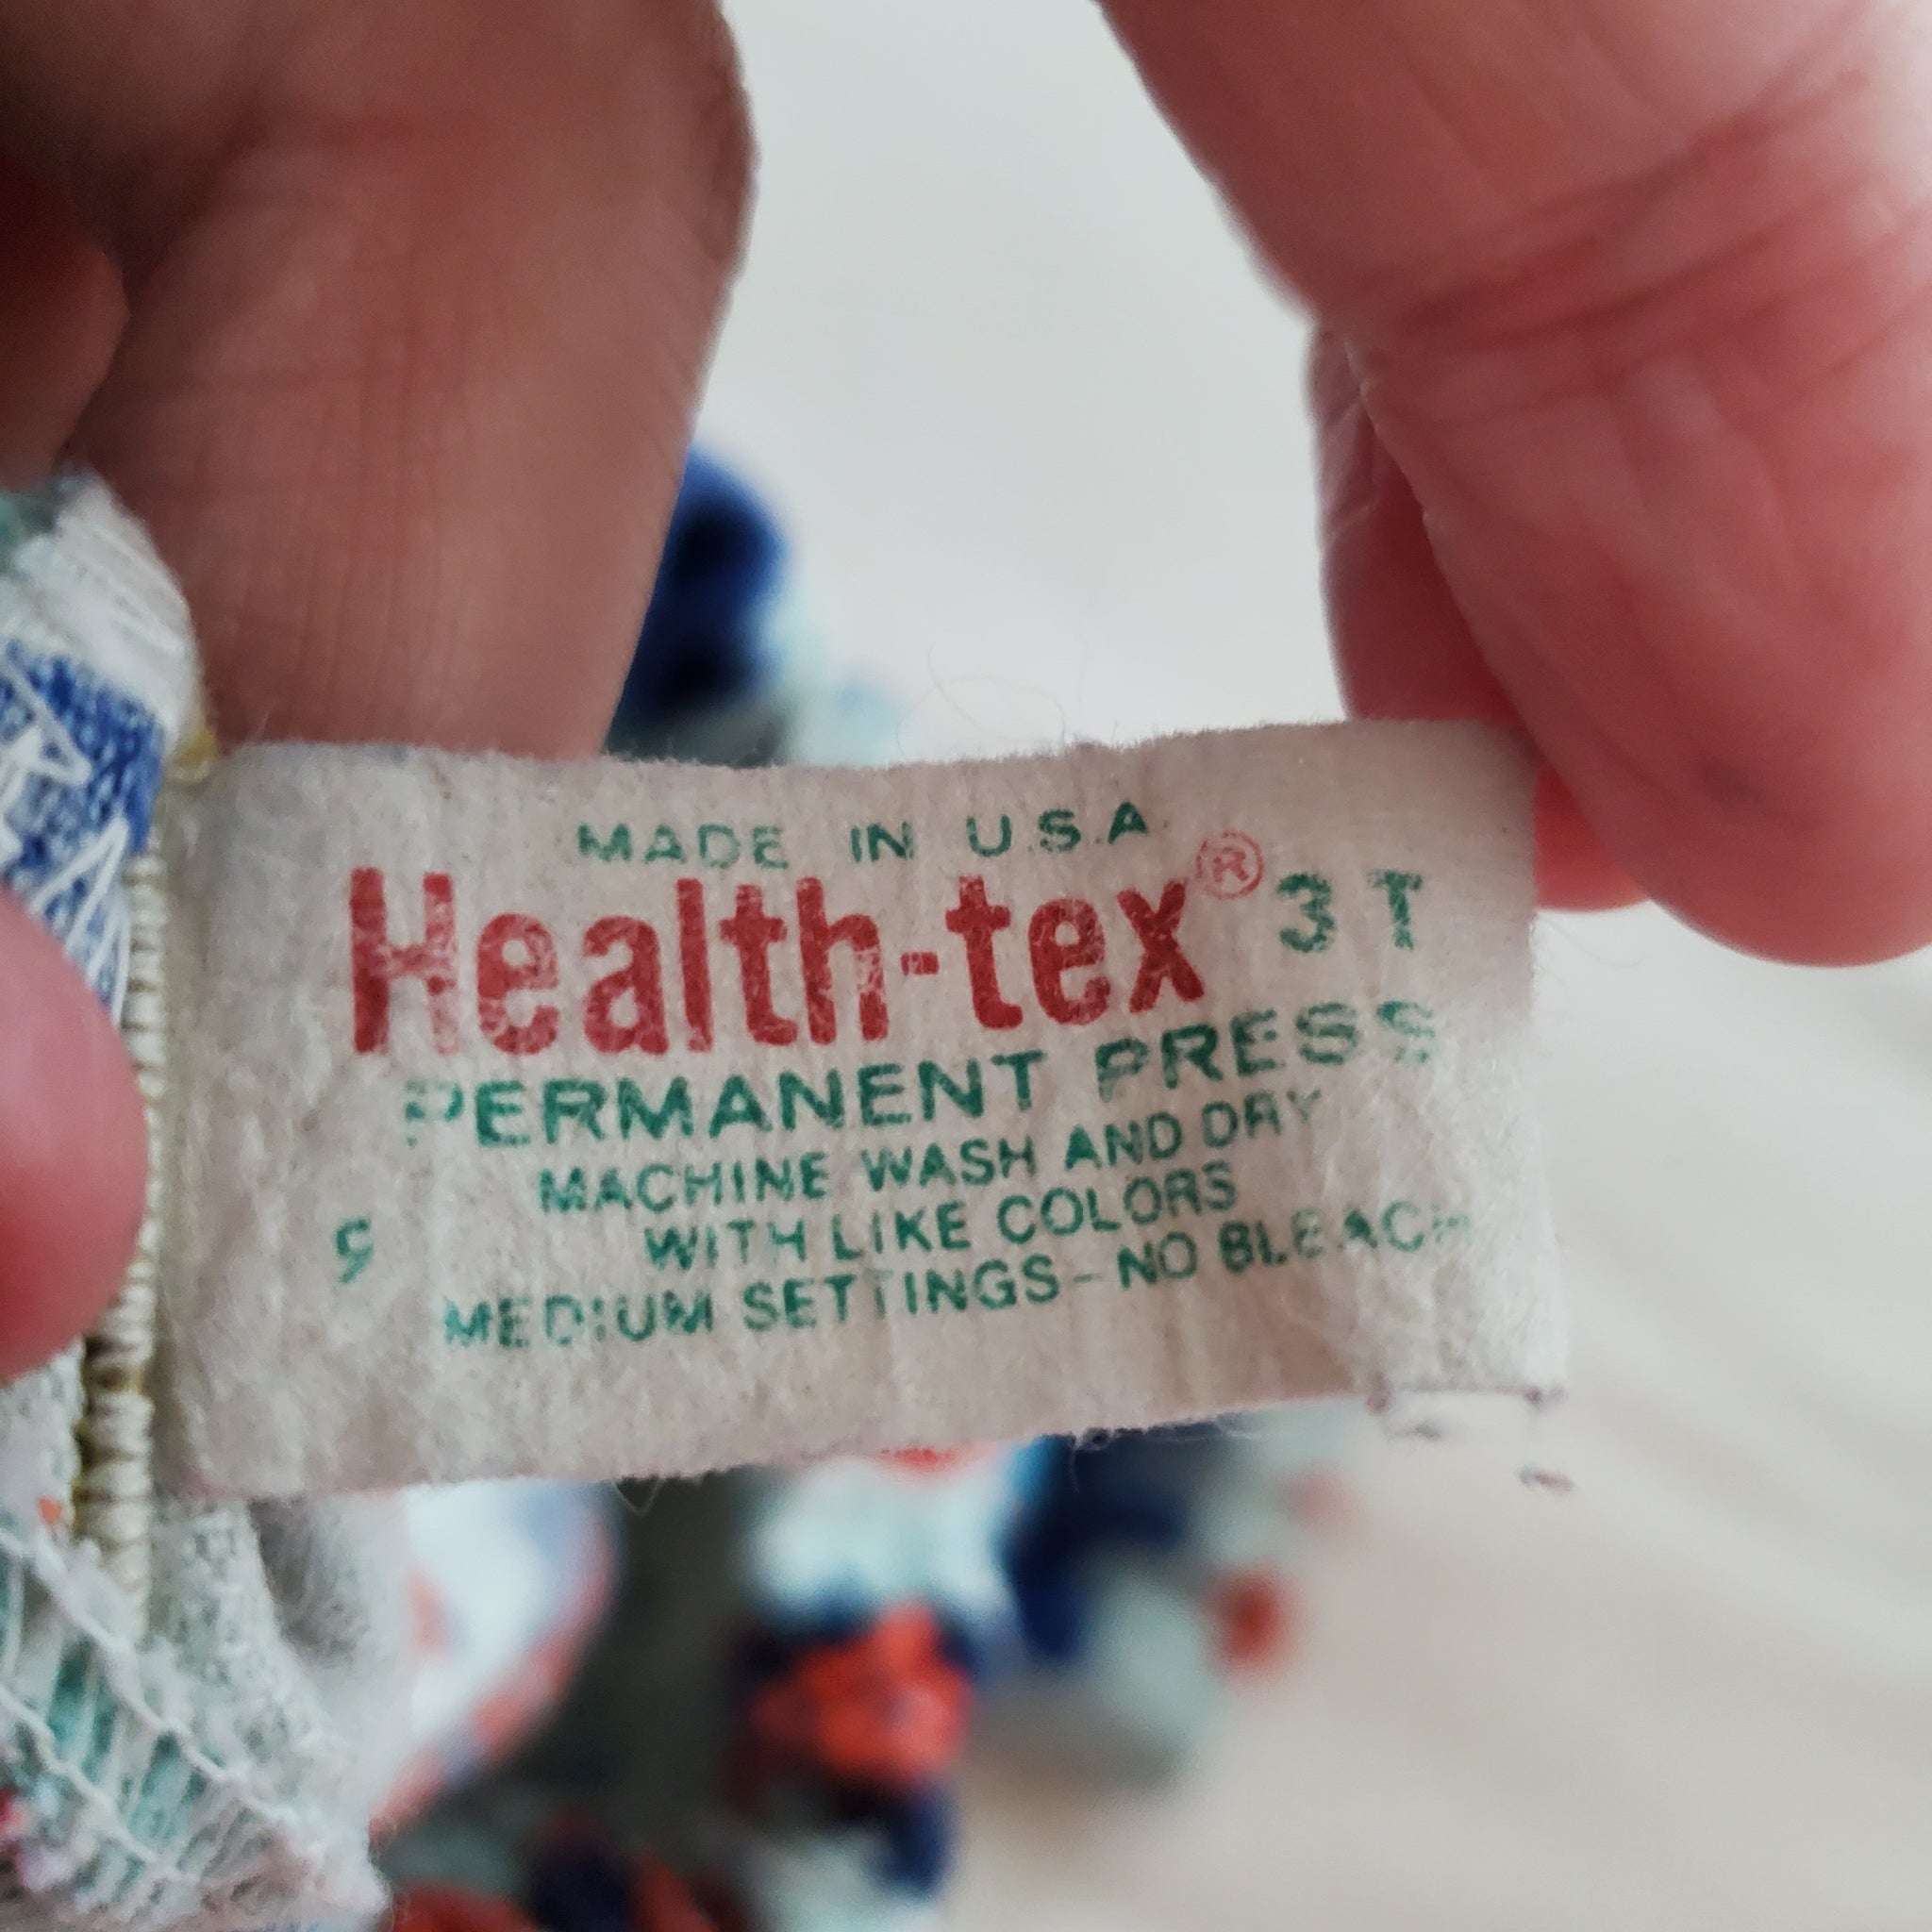 MADE IN U.S.A.
Health-tex® 3T
PERMANENT PRESS
MACHINE WASH AND DRY
WITH LIKE COLORS
MEDIUM SETTINGS - NO BLEACH